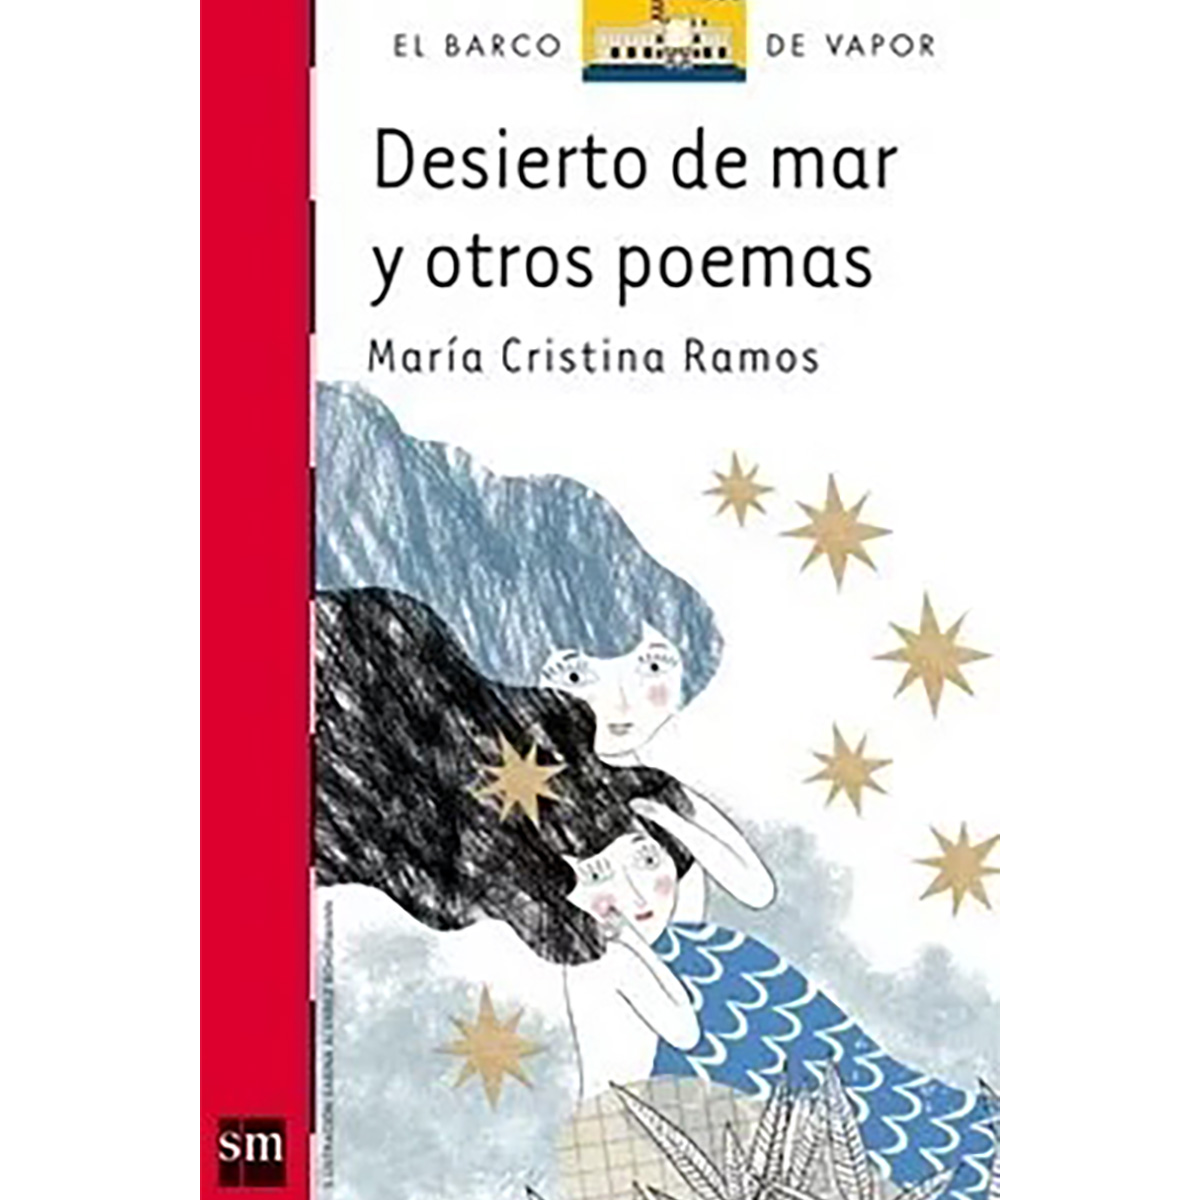 EL BARCO DE VAPOR
Desierto de mar
y otros poemas
María Cristina Ramos
sm